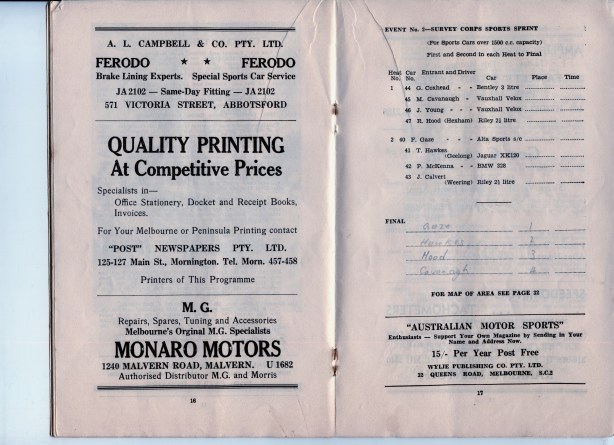 A. L. CAMPBELL & CO. PTY. LTD.
FERODO ★ ★ FERODO
Brake Lining Experts. Special Sports Car Service
JA 2102 — Same-Day Fitting — JA 2102
571 VICTORIA STREET, ABBOTSFORD
QUALITY PRINTING
At Competitive Prices
Specialists in—
Office Stationery, Docket and Receipt Books,
Invoices.
For Your Melbourne or Peninsula Printing contact
"POST" NEWSPAPERS PTY. LTD.
125-127 Main St., Mornington. Tel. Morn. 457-458
Printers of This Programme
M. G.
Repairs, Spares, Tuning and Accessories
Melbourne's Orginal M.G. Specialists
MONARO MOTORS
1240 MALVERN ROAD, MALVERN. U 1682
Authorised Distributor M.G. and Morris
16
EVENT No. 2—SURVEY CORPS SPORTS SPRINT
(For Sports Cars over 1500 c.c. capacity)
First and Second in each Heat to Final
Heat No. Car No. Entrant and Driver Car Place Time
1 44 G. Coshead - - Bentley 3 litre
45 M. Cavanagh - Vauxhall Velox
46 J. Young - - Vauxhall Velox
47 R. Hood (Hexham) Riley 2½ litre
2 40 F. Gaze - - - Alta Sports s/c
41 T. Hawkes
(Geelong) Jaguar XK120
42 P. McKenna - BMW 328
43 J. Calvert
(Weering) Riley 2½ litre
FINAL
Gaze 1
Hawkes
Hood
Cavanagh
FOR MAP OF AREA SEE PAGE 23
"AUSTRALIAN MOTOR SPORTS"
Enthusiasts — Support Your Own Magazine by Sending in Your
Name and Address Now.
15/- Per Year Post Free
WYLIE PUBLISHING CO. PTY. LTD.
QUEENS ROAD, MELBOURNE, S.C.2
17